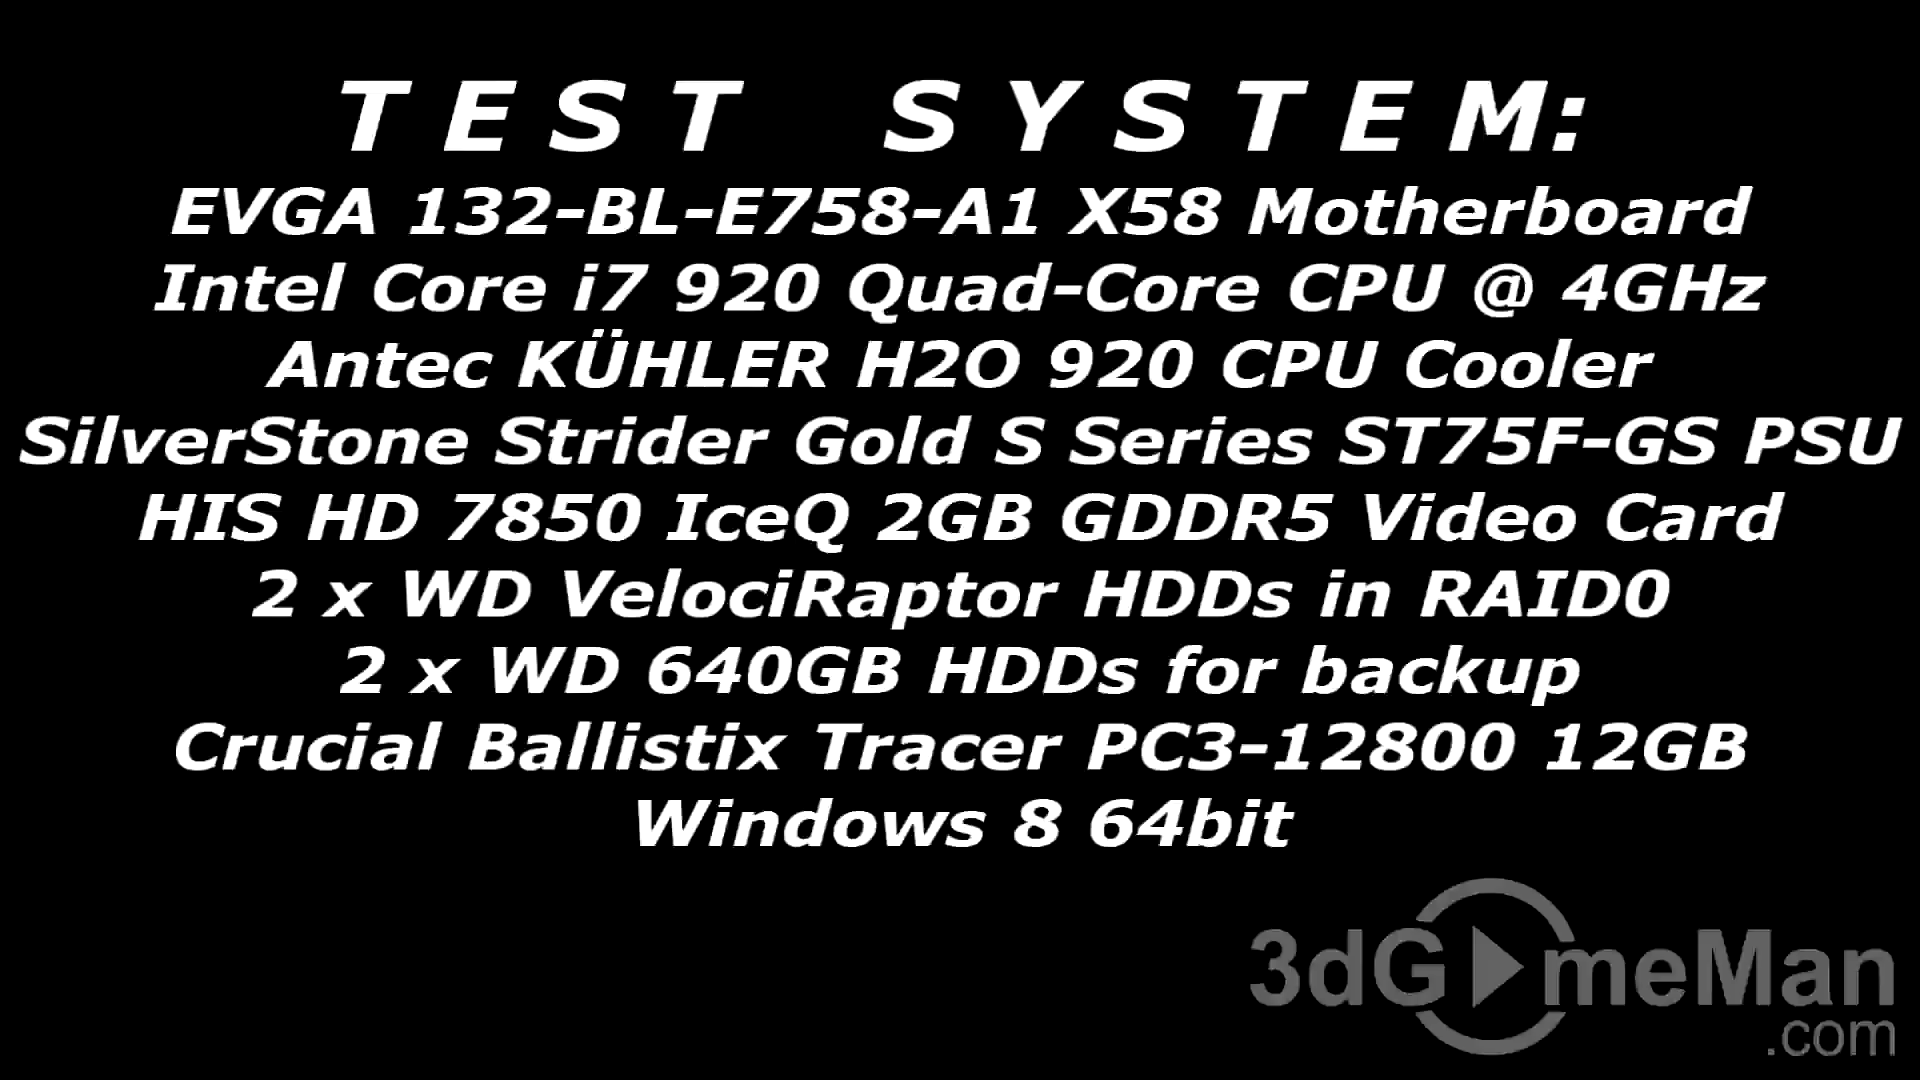 TEST SYSTEM:
EVGA 132-BL-E758-A1 X58 Motherboard
Intel Core i7 920 Quad-Core CPU @ 4GHz
Antec KÜHLER H2O 920 CPU Cooler
SilverStone Strider Gold S Series ST75F-GS PSU
HIS HD 7850 IceQ 2GB GDDR5 Video Card
2 x WD VelociRaptor HDDs in RAID0
2 x WD 640GB HDDs for backup
Crucial Ballistix Tracer PC3-12800 12GB
Windows 8 64bit
3dGameMan
.com